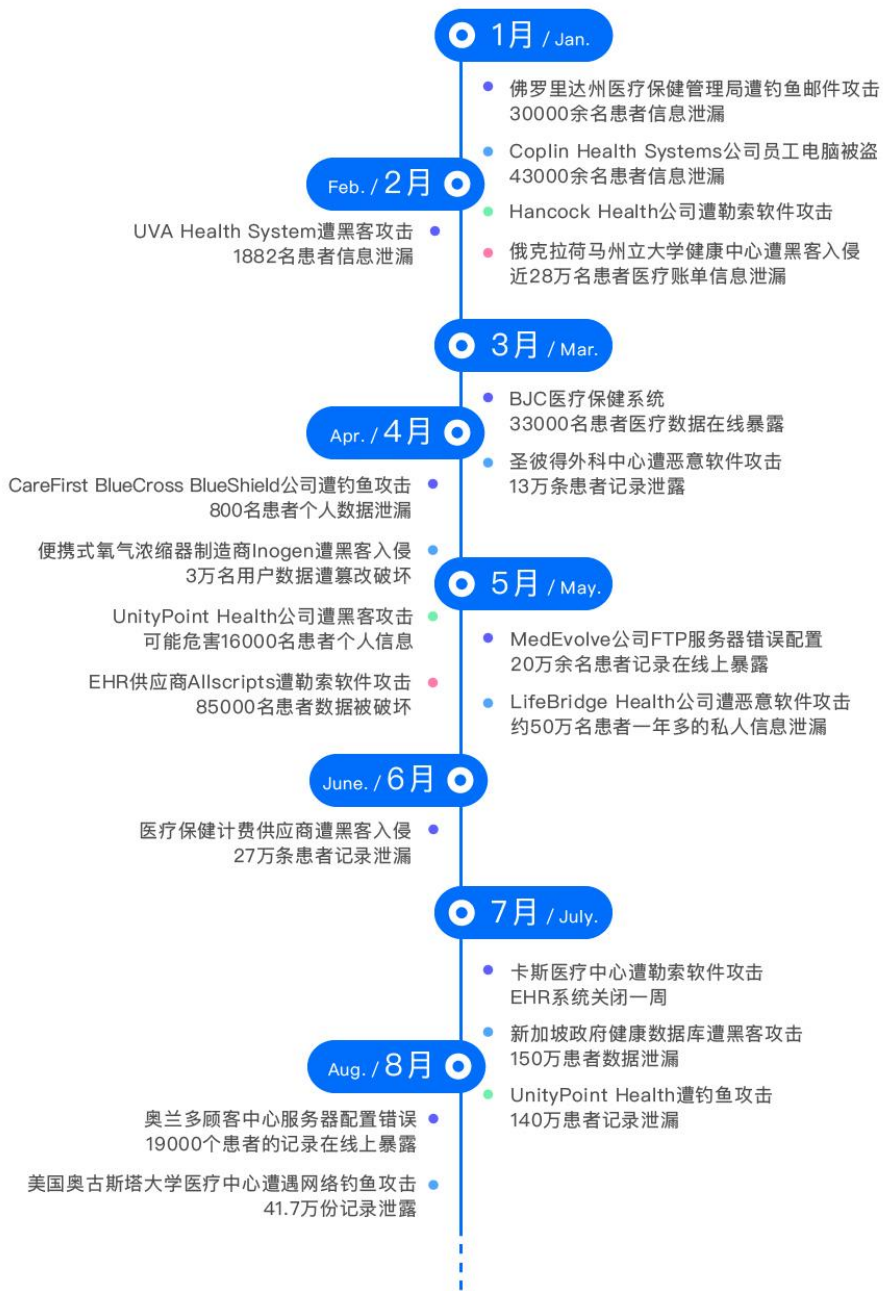 1月 / Jan.
佛罗里达州医疗保健管理局遭钓鱼邮件攻击
30000余名患者信息泄漏
Coplin Health Systems公司员工电脑被盗
43000余名患者信息泄漏
Hancock Health公司遭勒索软件攻击
俄克拉荷马州立大学健康中心遭黑客入侵
近28万名患者医疗账单信息泄漏
Feb. / 2月
UVA Health System遭黑客攻击
1882名患者信息泄漏
3月 / Mar.
BJC医疗保健系统
33000名患者医疗数据在线暴露
圣彼得外科中心遭恶意软件攻击
13万条患者记录泄露
Apr. / 4月
CareFirst BlueCross BlueShield公司遭钓鱼攻击
800名患者个人数据泄漏
便携式氧气浓缩器制造商Inogen遭黑客入侵
3万名用户数据遭篡改破坏
UnityPoint Health公司遭黑客攻击
可能危害16000名患者个人信息
EHR供应商Allscripts遭勒索软件攻击
85000名患者数据被破坏
5月 / May.
MedEvolve公司FTP服务器错误配置
20万余名患者记录在线上暴露
LifeBridge Health公司遭恶意软件攻击
约50万名患者一年多的私人信息泄漏
June. / 6月
医疗保健计费供应商遭黑客入侵
27万条患者记录泄漏
7月 / July.
卡斯医疗中心遭勒索软件攻击
EHR系统关闭一周
新加坡政府健康数据库遭黑客攻击
150万患者数据泄漏
UnityPoint Health遭钓鱼攻击
140万患者记录泄漏
Aug. / 8月
奥兰多顾客中心服务器配置错误
19000个患者的记录在线上暴露
美国奥古斯塔大学医疗中心遭遇网络钓鱼攻击
41.7万份记录泄露